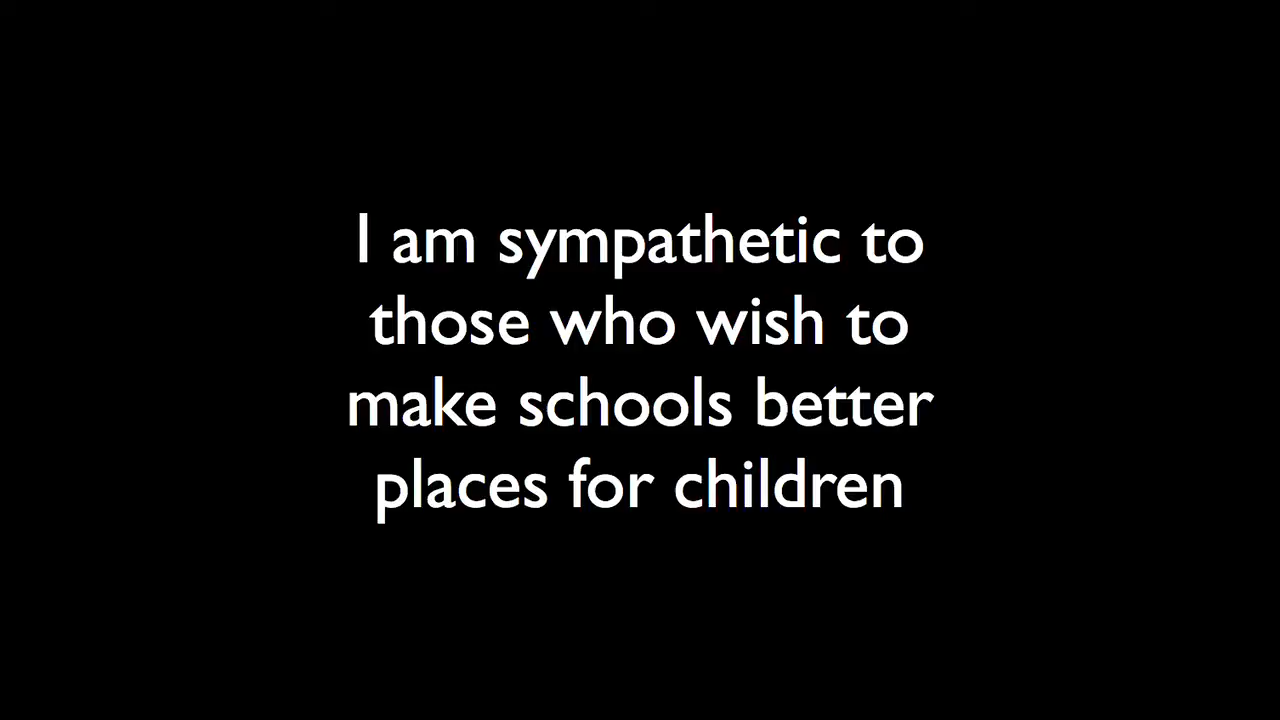 I am sympathetic to
those who wish to
make schools better
places for children